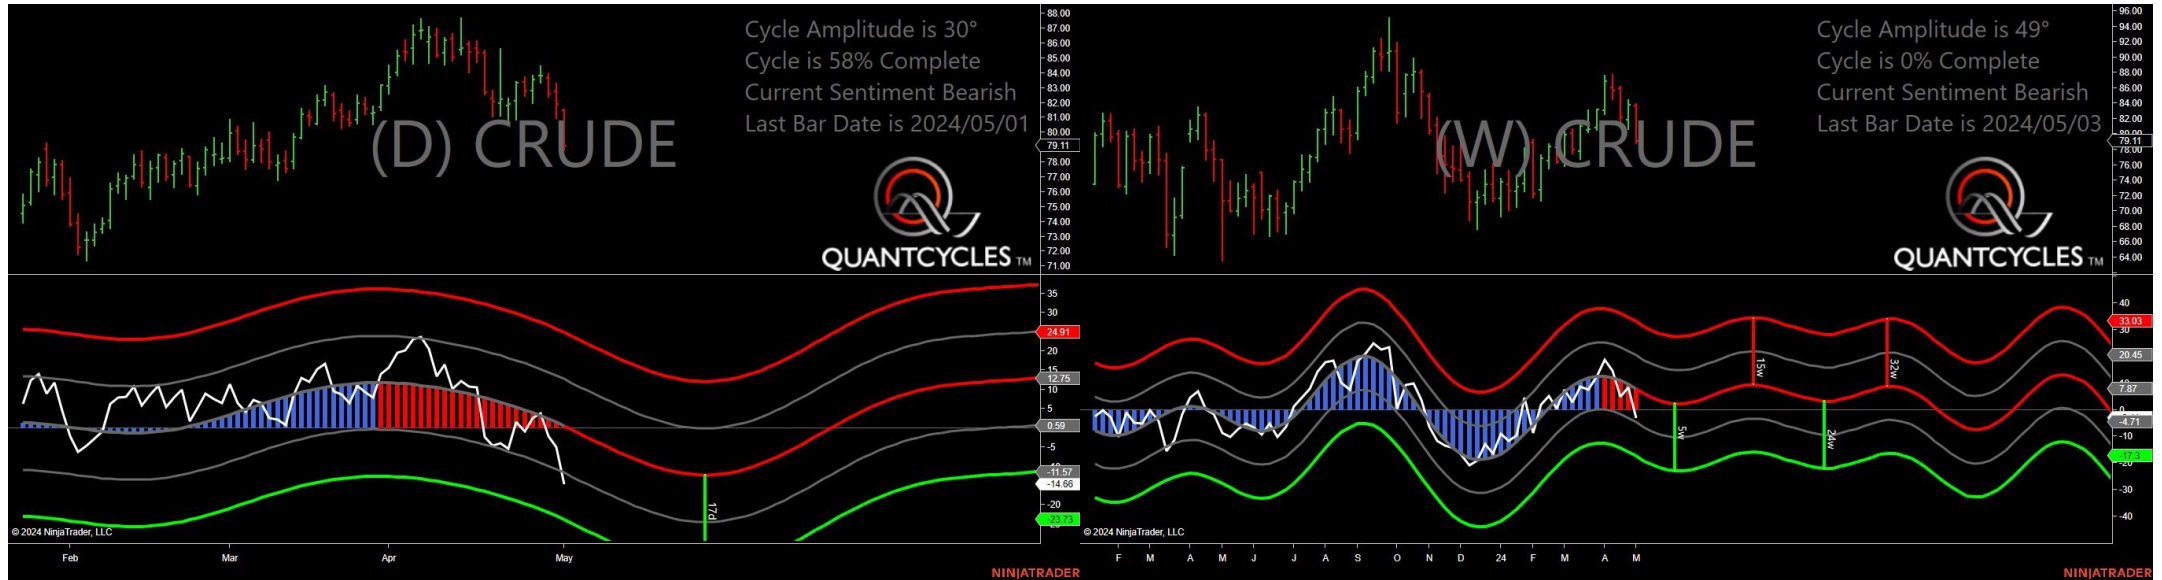 Cycle Amplitude is 30°
Cycle is 58% Complete
Current Sentiment Bearish
Last Bar Date is 2024/05/01
(D) CRUDE
QUANTCYCLES TM
88.00
87.00
86.00
85.00
84.00
83.00
82.00
81.00
80.00
79.11
78.00
77.00
76.00
75.00
74.00
73.00
72.00
71.00
35
30
24.91
20
15
12.75
10
5
0.59
-5
-11.57
-14.66
-20
-23.73
17d
© 2024 NinjaTrader, LLC
Feb Mar Apr May
NINJATRADER
Cycle Amplitude is 49°
Cycle is 0% Complete
Current Sentiment Bearish
Last Bar Date is 2024/05/03
(W) CRUDE
QUANTCYCLES TM
96.00
94.00
92.00
90.00
88.00
86.00
84.00
82.00
80.00
79.11
78.00
76.00
74.00
72.00
70.00
68.00
66.00
64.00
40
33.03
30
20.45
7.87
0
-4.71
-10
-17.3
-20
-30
-40
5w
15w
24w
32w
© 2024 NinjaTrader, LLC
F M A M J J A S O N D 24 F M A M
NINJATRADER